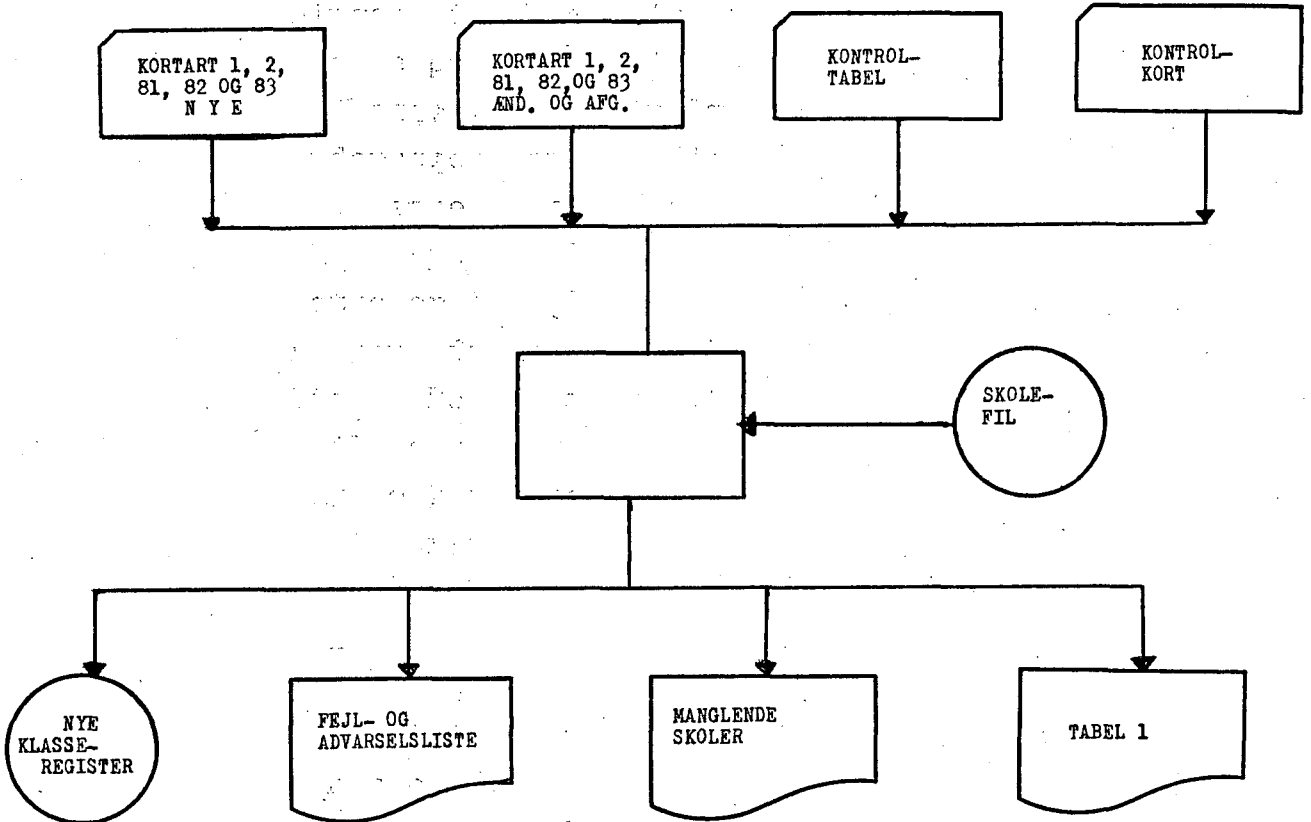 KORTART 1, 2,
81, 82 OG 83
N Y E
KORTART 1, 2,
81, 82, OG 83
ÆND. OG AFG.
KONTROL-
TABEL
KONTROL-
KORT
SKOLE-
FIL
NYE
KLASSE-
REGISTER
FEJL- OG
ADVARSELSLISTE
MANGLENDE
SKOLER
TABEL 1